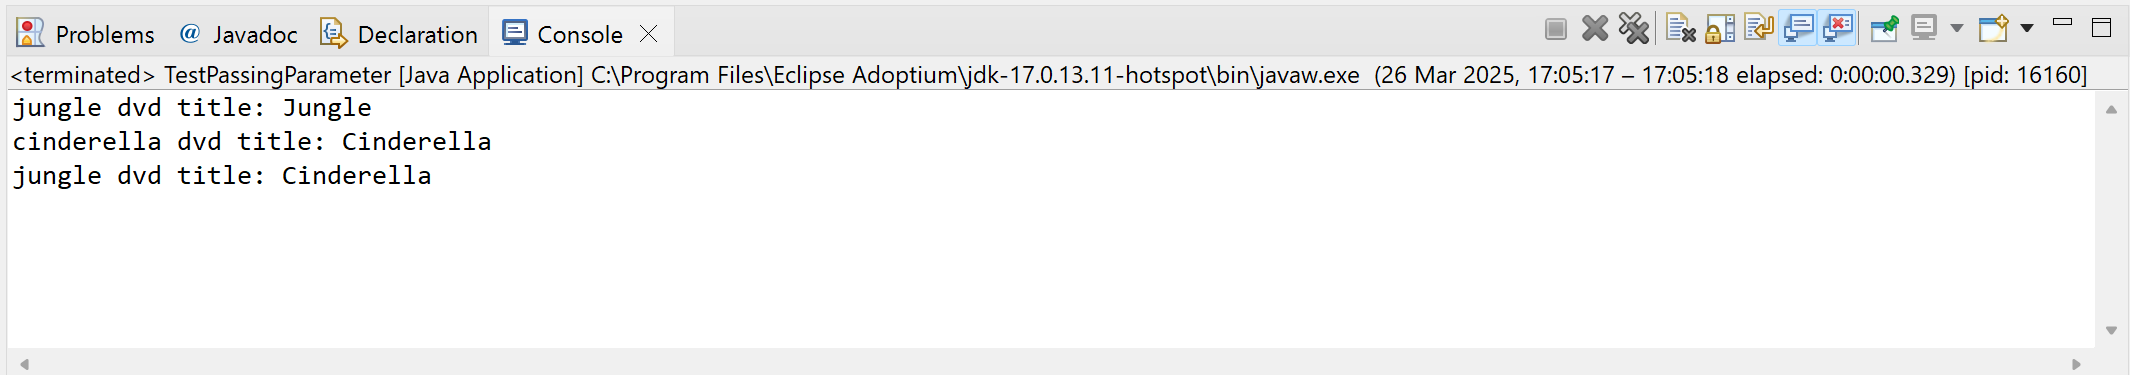 Problems Javadoc Declaration Console
<terminated> TestPassingParameter [Java Application] C:\Program Files\Eclipse Adoptium\jdk-17.0.13.11-hotspot\bin\javaw.exe (26 Mar 2025, 17:05:17 – 17:05:18 elapsed: 0:00:00.329) [pid: 16160]
jungle dvd title: Jungle
cinderella dvd title: Cinderella
jungle dvd title: Cinderella